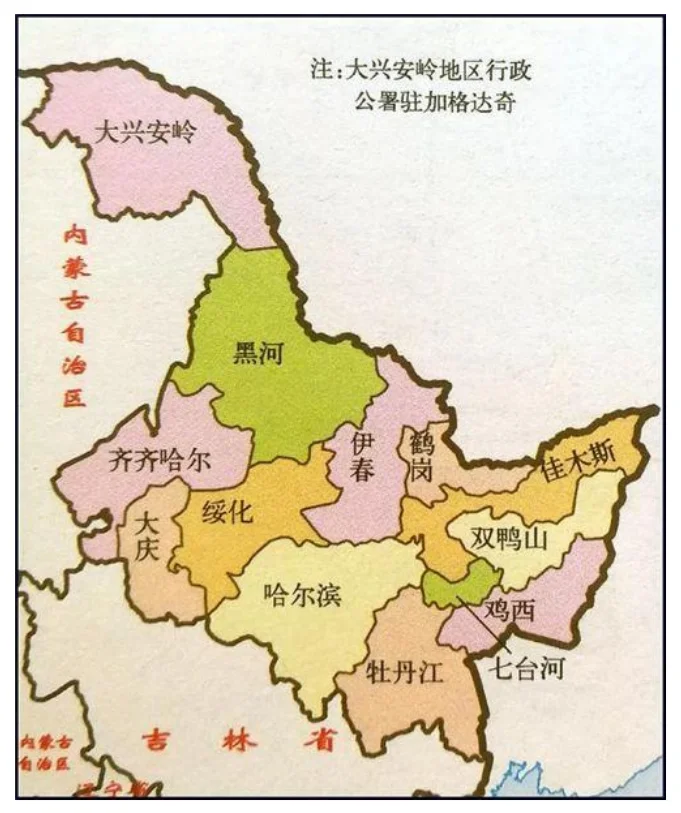 注:大兴安岭地区行政
公署驻加格达奇
大兴安岭
内蒙古自治区
黑河
齐齐哈尔
伊春
鹤岗
佳木斯
大庆
绥化
双鸭山
哈尔滨
鸡西
七台河
牡丹江
吉林省
内蒙古
自治区
辽宁省